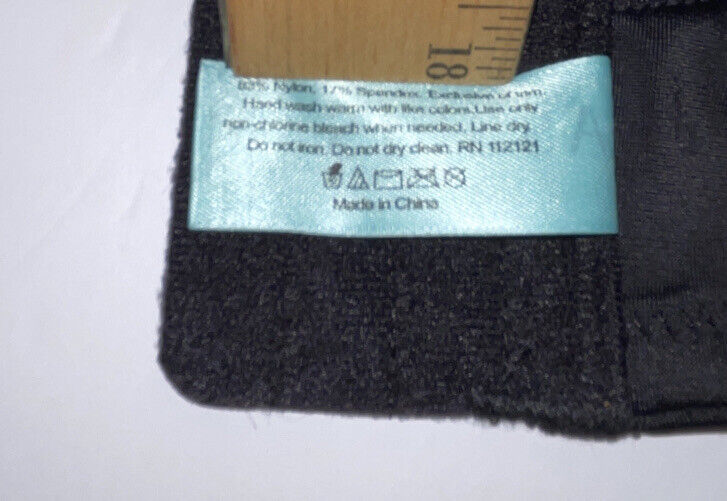 18
83% Nylon, 17% Spandex. Exclusive of trim.
Hand wash warm with like colors. Use only
non-chlorine bleach when needed. Line dry.
Do not iron. Do not dry clean. RN 112121
Made in China